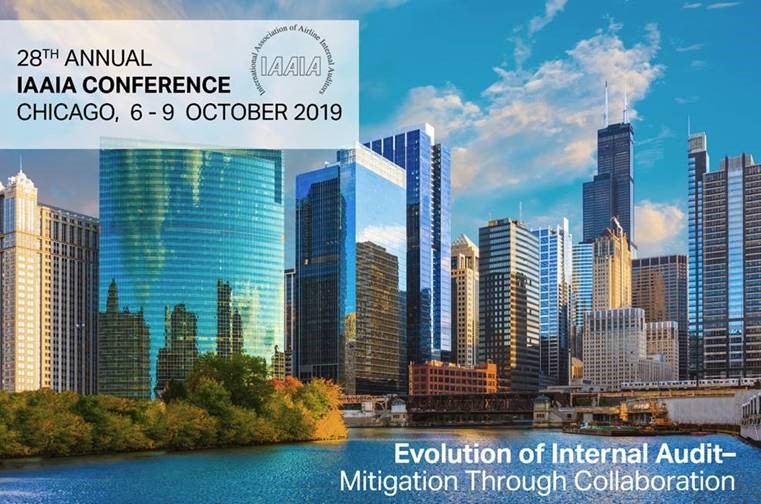 28TH ANNUAL
IAAIA CONFERENCE
CHICAGO, 6 - 9 OCTOBER 2019
International Association of Airline Internal Auditors
IAAIA
Evolution of Internal Audit–
Mitigation Through Collaboration